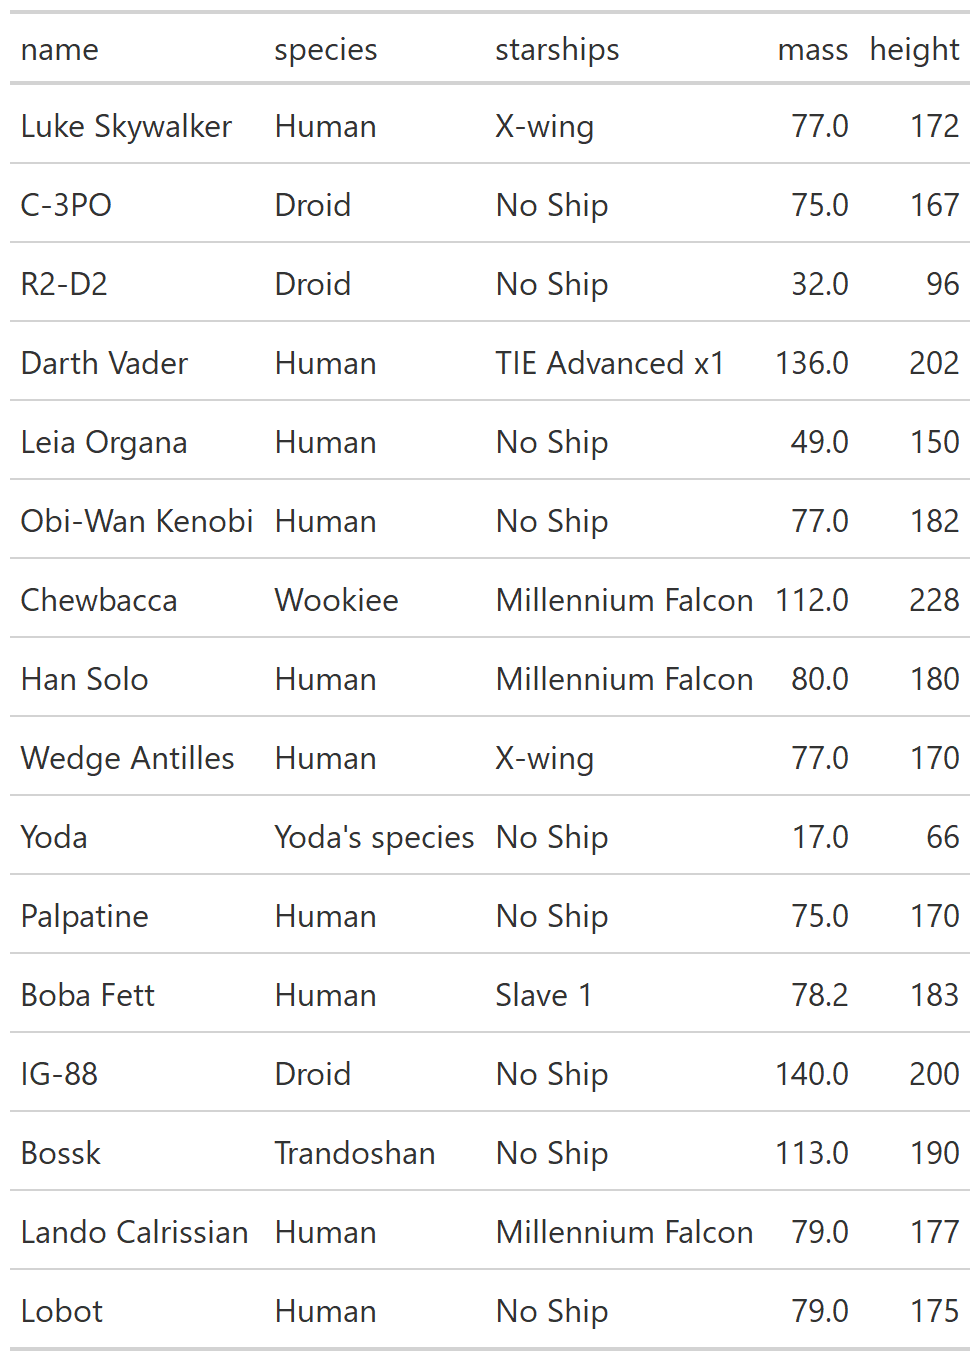 name species starships mass height
Luke Skywalker Human X-wing 77.0 172
C-3PO Droid No Ship 75.0 167
R2-D2 Droid No Ship 32.0 96
Darth Vader Human TIE Advanced x1 136.0 202
Leia Organa Human No Ship 49.0 150
Obi-Wan Kenobi Human No Ship 77.0 182
Chewbacca Wookiee Millennium Falcon 112.0 228
Han Solo Human Millennium Falcon 80.0 180
Wedge Antilles Human X-wing 77.0 170
Yoda Yoda's species No Ship 17.0 66
Palpatine Human No Ship 75.0 170
Boba Fett Human Slave 1 78.2 183
IG-88 Droid No Ship 140.0 200
Bossk Trandoshan No Ship 113.0 190
Lando Calrissian Human Millennium Falcon 79.0 177
Lobot Human No Ship 79.0 175